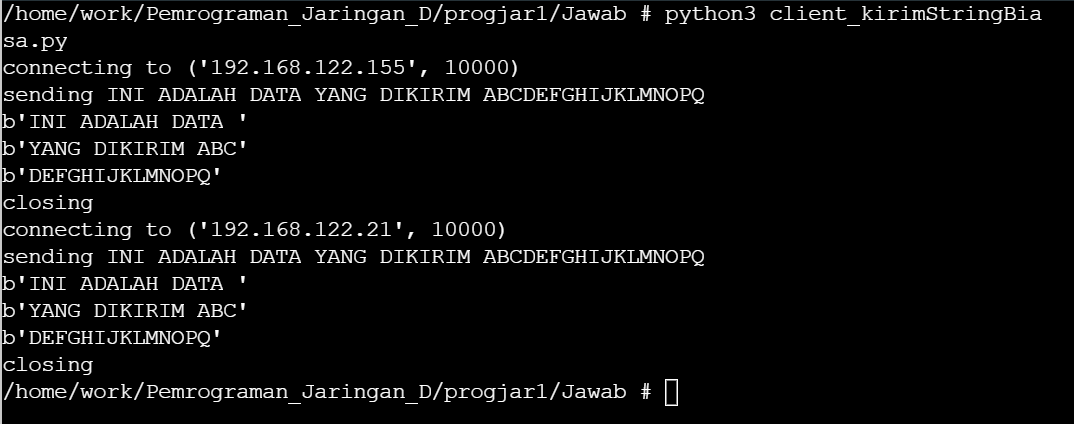 /home/work/Pemrograman_Jaringan_D/progjar1/Jawab # python3 client_kirimStringBia
sa.py
connecting to ('192.168.122.155', 10000)
sending INI ADALAH DATA YANG DIKIRIM ABCDEFGHIJKLMNOPQ
b'INI ADALAH DATA '
b'YANG DIKIRIM ABC'
b'DEFGHIJKLMNOPQ'
closing
connecting to ('192.168.122.21', 10000)
sending INI ADALAH DATA YANG DIKIRIM ABCDEFGHIJKLMNOPQ
b'INI ADALAH DATA '
b'YANG DIKIRIM ABC'
b'DEFGHIJKLMNOPQ'
closing
/home/work/Pemrograman_Jaringan_D/progjar1/Jawab #